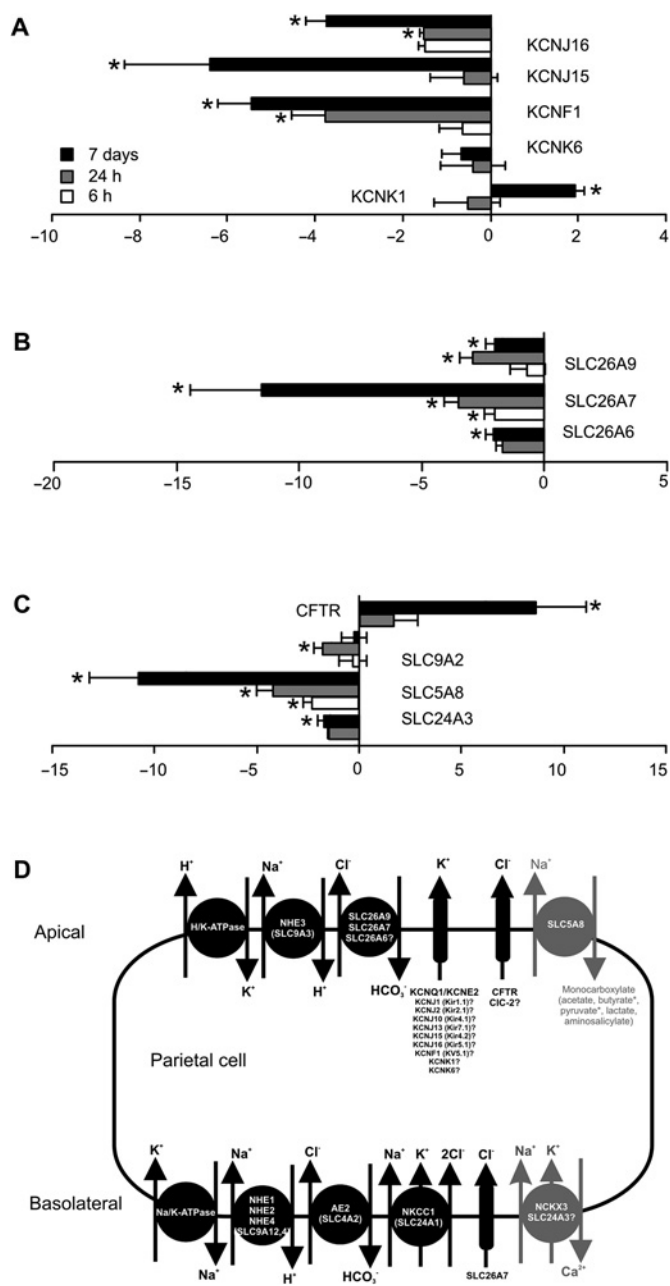 A
*
*
KCNJ16
*
KCNJ15
*
*
KCNF1
KCNK6
7 days
24 h
6 h
KCNK1
*
−10 −8 −6 −4 −2 0 2 4
B
*
*
SLC26A9
*
*
*
SLC26A7
*
SLC26A6
−20 −15 −10 −5 0 5
C
CFTR
*
*
SLC9A2
*
*
*
SLC5A8
*
SLC24A3
−15 −10 −5 0 5 10 15
D
H⁺ Na⁺ Cl⁻ K⁺ Cl⁻ Na⁺
Apical
H/K-ATPase
NHE3
(SLC9A3)
SLC26A9
SLC26A7
SLC26A6?
SLC5A8
K⁺ H⁺ HCO₃⁻
KCNQ1/KCNE2
KCNJ1 (Kir1.1)?
KCNJ2 (Kir2.1)?
KCNJ10 (Kir4.1)?
KCNJ13 (Kir7.1)?
KCNJ15 (Kir4.2)?
KCNJ16 (Kir5.1)?
KCNF1 (KV5.1)?
KCNK1?
KCNK6?
CFTR
ClC-2?
Monocarboxylate
(acetate, butyrate*,
pyruvate*, lactate,
aminosalicylate)
Parietal cell
K⁺ Na⁺ Cl⁻ Na⁺ K⁺ 2Cl⁻ Cl⁻ Na⁺ K⁺
Basolateral
Na/K-ATPase
NHE1
NHE2
NHE4
(SLC9A12,4)
AE2
(SLC4A2)
NKCC1
(SLC24A1)
NCKX3
SLC24A3?
Na⁺ H⁺ HCO₃⁻
SLC26A7
Ca²⁺